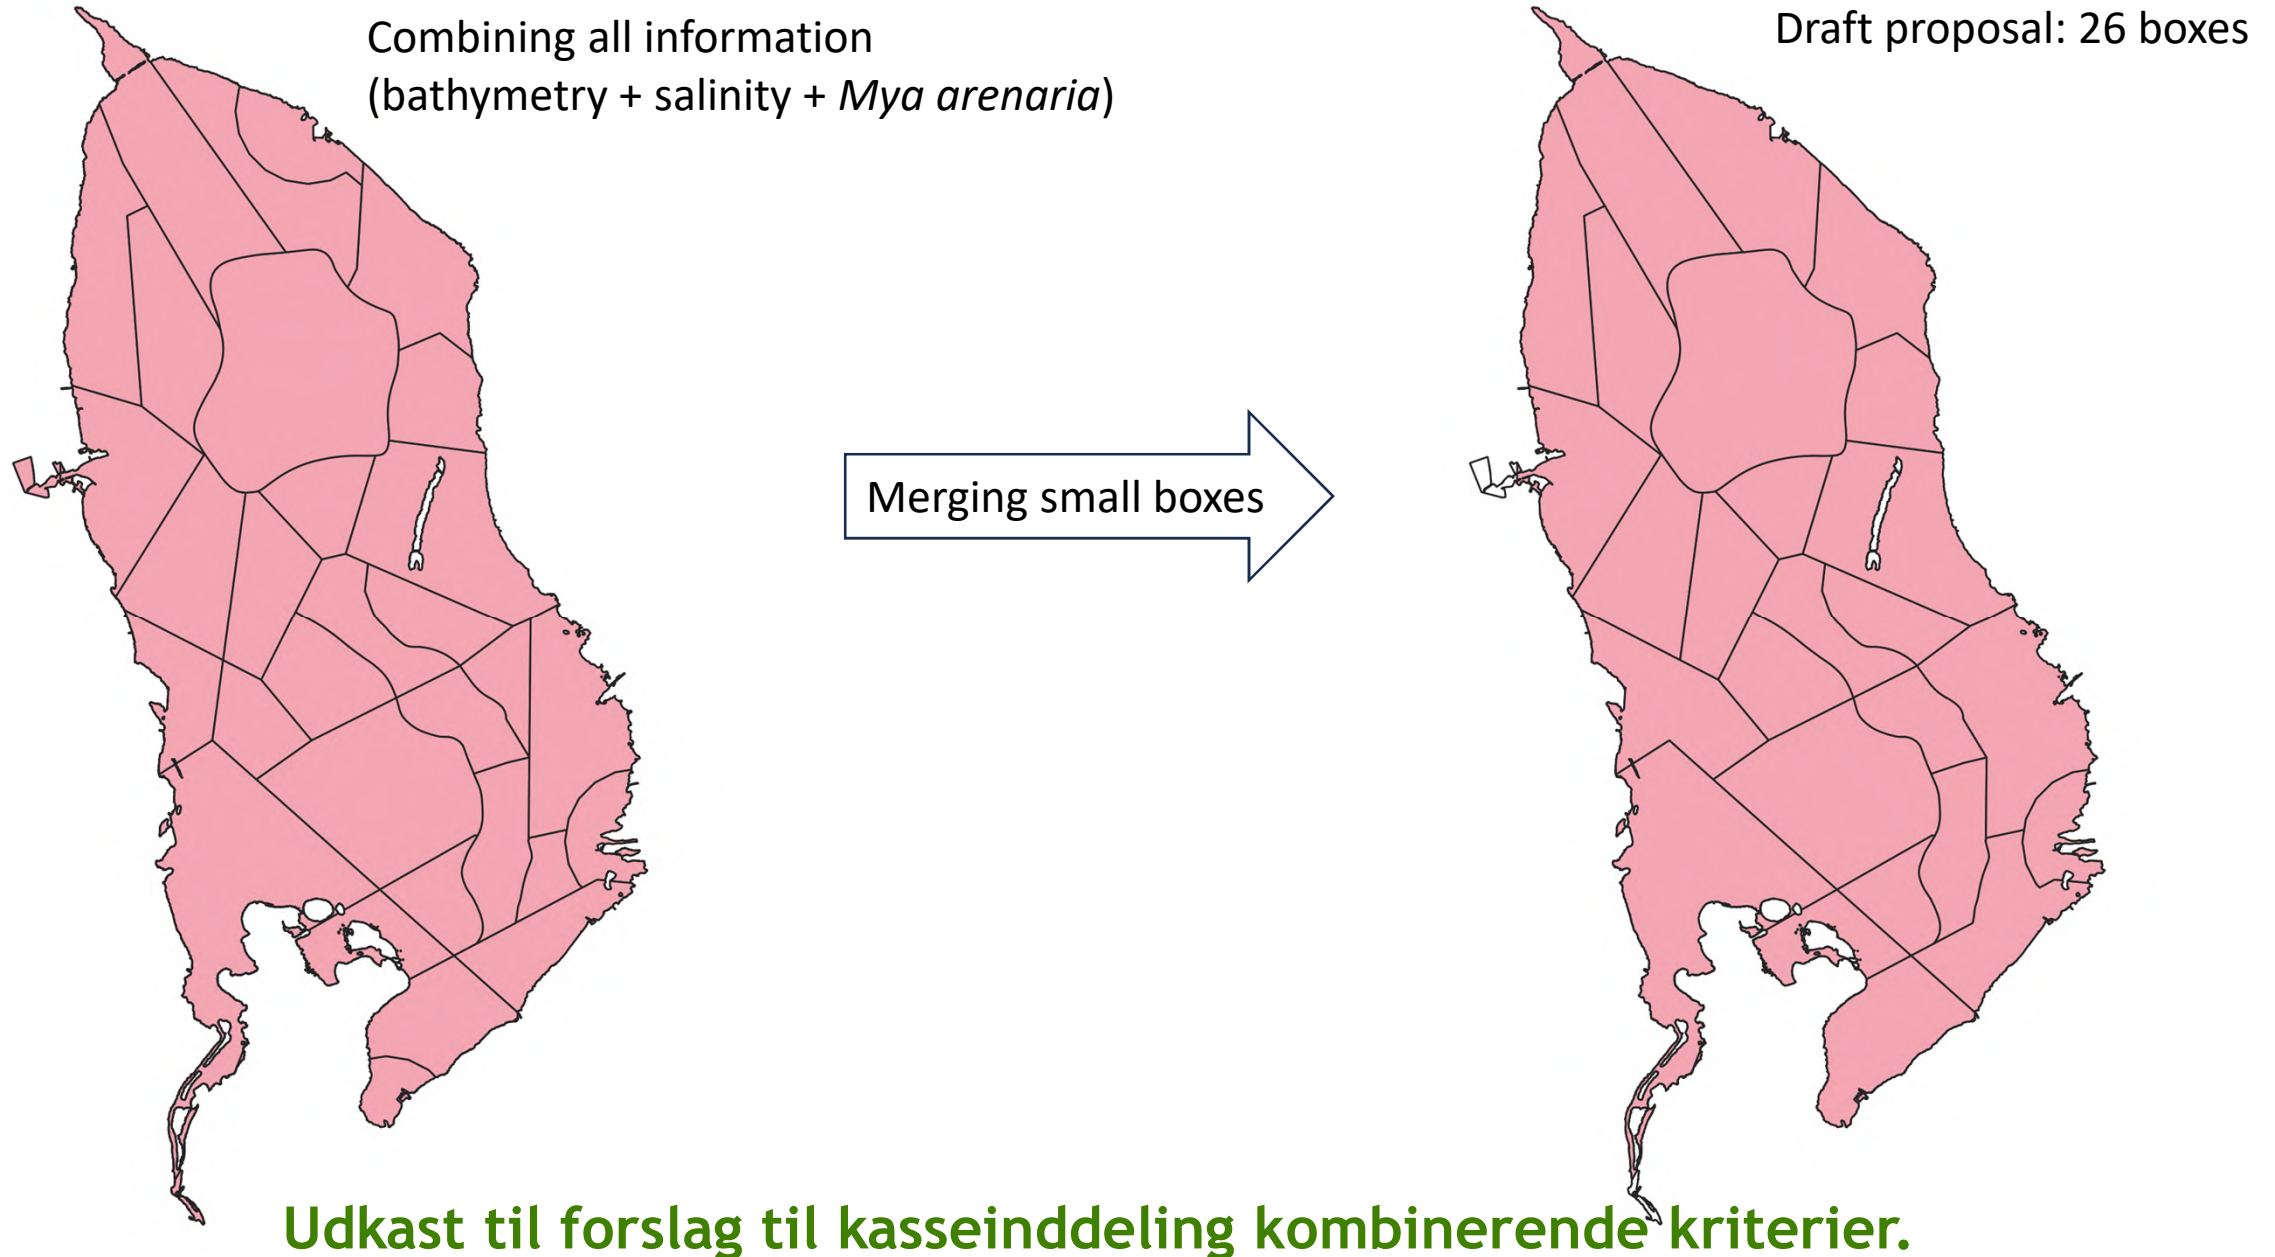 Combining all information
(bathymetry + salinity + Mya arenaria)
Draft proposal: 26 boxes
Merging small boxes
Udkast til forslag til kasseinddeling kombinerende kriterier.